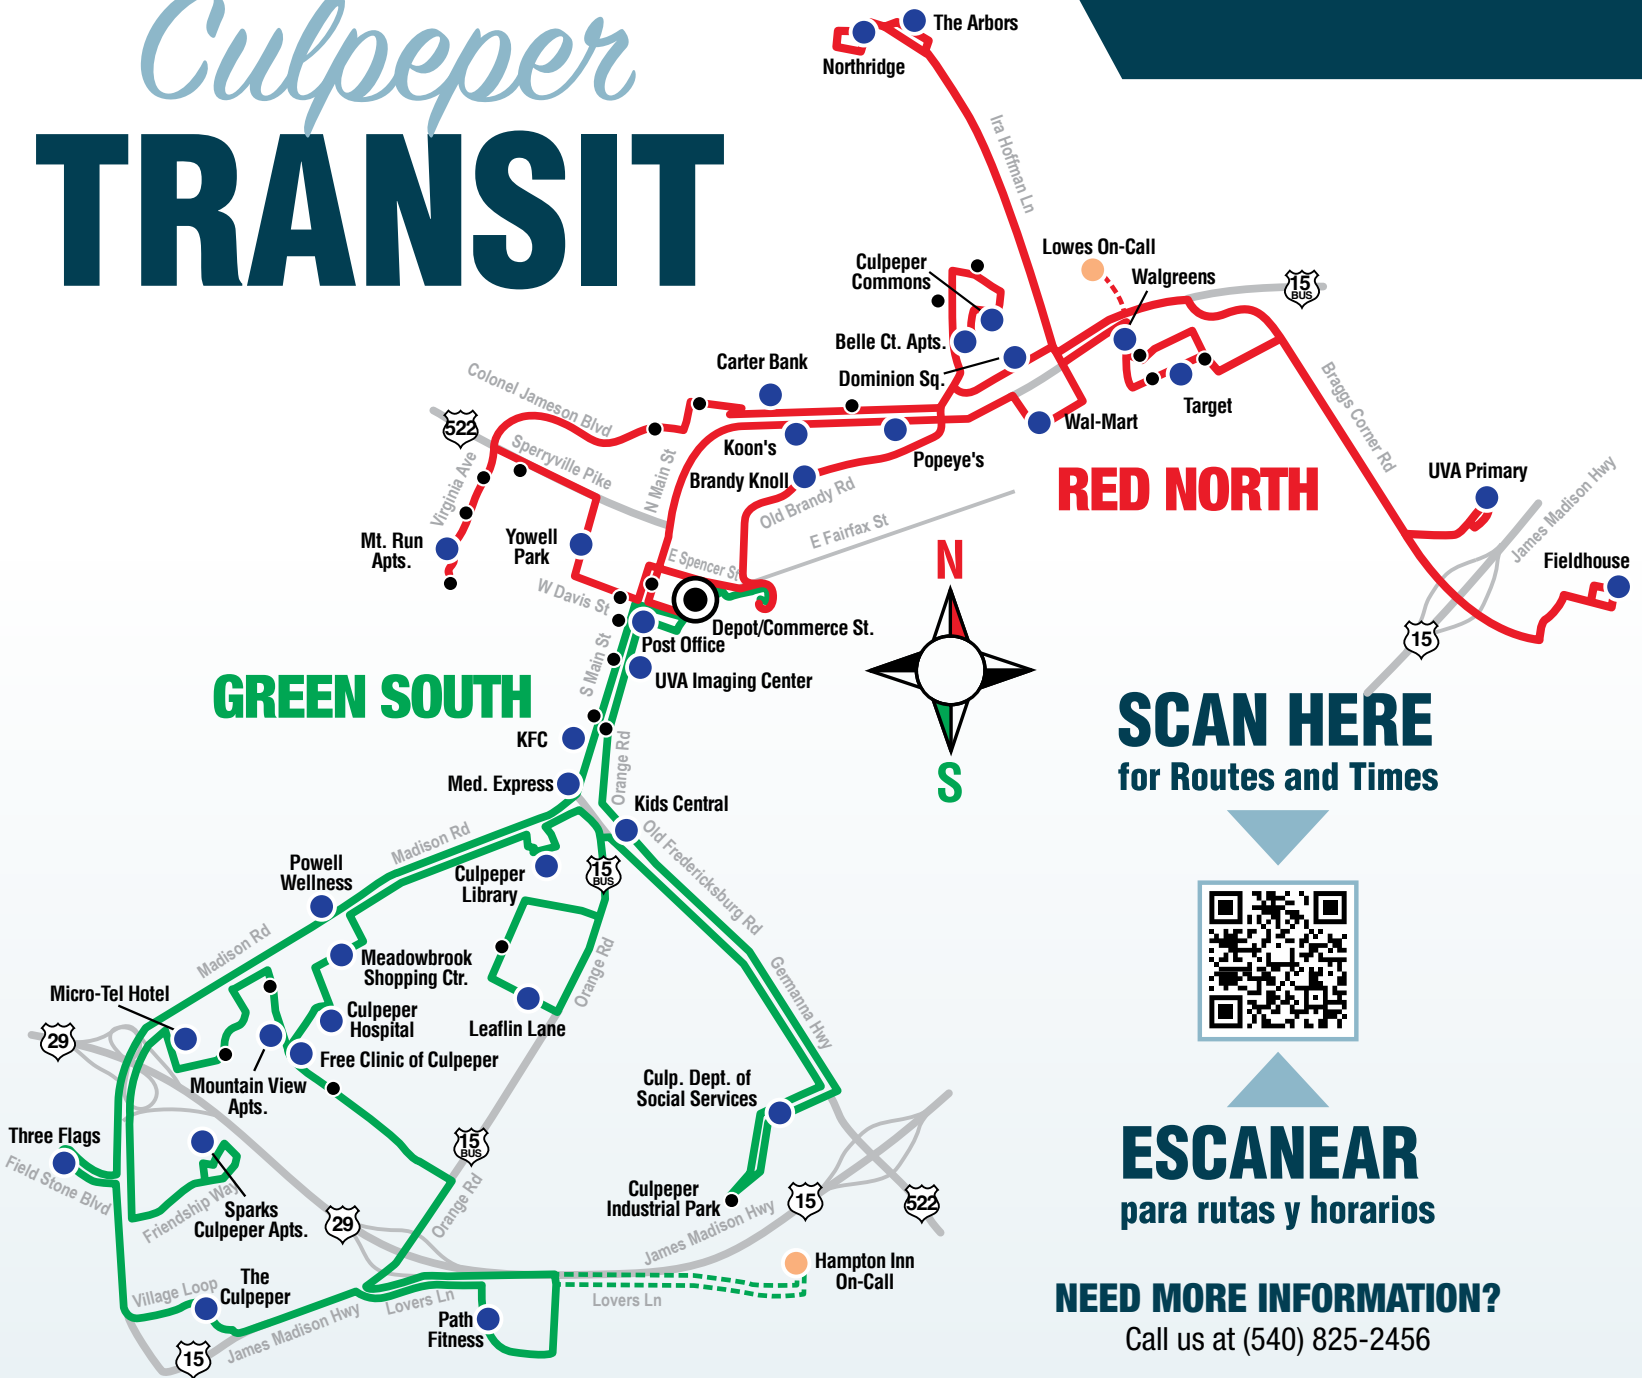 Culpeper
TRANSIT
The Arbors
Northridge
Ira Hoffman Ln
Lowes On-Call
Culpeper
Commons
Walgreens
15
BUS
Belle Ct. Apts.
Carter Bank
Dominion Sq.
Colonel Jameson Blvd
Braggs Corner Rd
Target
522
Wal-Mart
Sperryville Pike
Koon's
Popeye's
N Main St
Virginia Ave
Brandy Knoll
Old Brandy Rd
RED NORTH
UVA Primary
James Madison Hwy
E Fairfax St
Mt. Run
Apts.
Yowell
Park
E Spencer St
N
Fieldhouse
W Davis St
Depot/Commerce St.
Post Office
15
S Main St
UVA Imaging Center
GREEN SOUTH
SCAN HERE
for Routes and Times
KFC
Orange Rd
Med. Express
S
Kids Central
Madison Rd
Old Fredericksburg Rd
Powell
Wellness
Culpeper
Library
15
BUS
Madison Rd
Meadowbrook
Shopping Ctr.
Orange Rd
Germanna Hwy
Micro-Tel Hotel
Culpeper
Hospital
Leaflin Lane
29
Free Clinic of Culpeper
Mountain View
Apts.
Culp. Dept. of
Social Services
Three Flags
15
BUS
ESCANEAR
para rutas y horarios
Field Stone Blvd
Friendship Way
Sparks
Culpeper Apts.
29
Orange Rd
Culpeper
Industrial Park
15
522
James Madison Hwy
Hampton Inn
On-Call
Village Loop
The
Culpeper
Lovers Ln
Lovers Ln
NEED MORE INFORMATION?
Call us at (540) 825-2456
James Madison Hwy
Path
Fitness
15